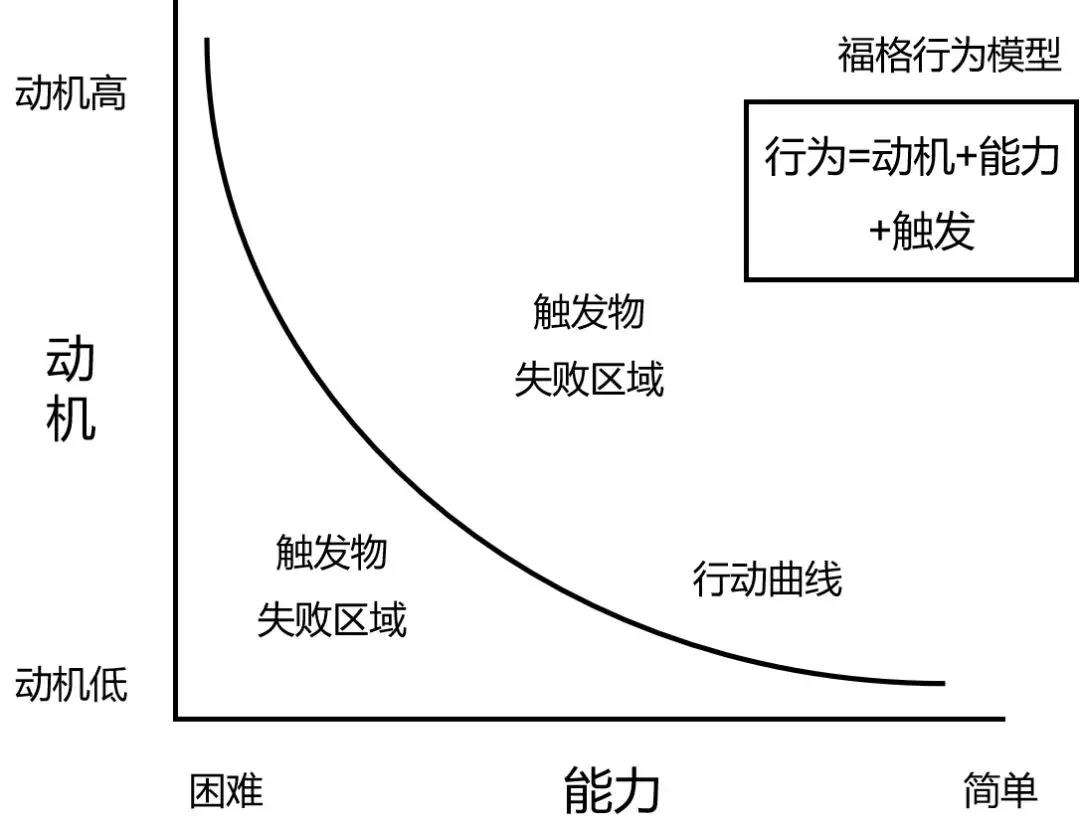 福格行为模型
动机高
行为=动机+能力
+触发
触发物
失败区域
动
机
触发物
失败区域
行动曲线
动机低
困难
能力
简单